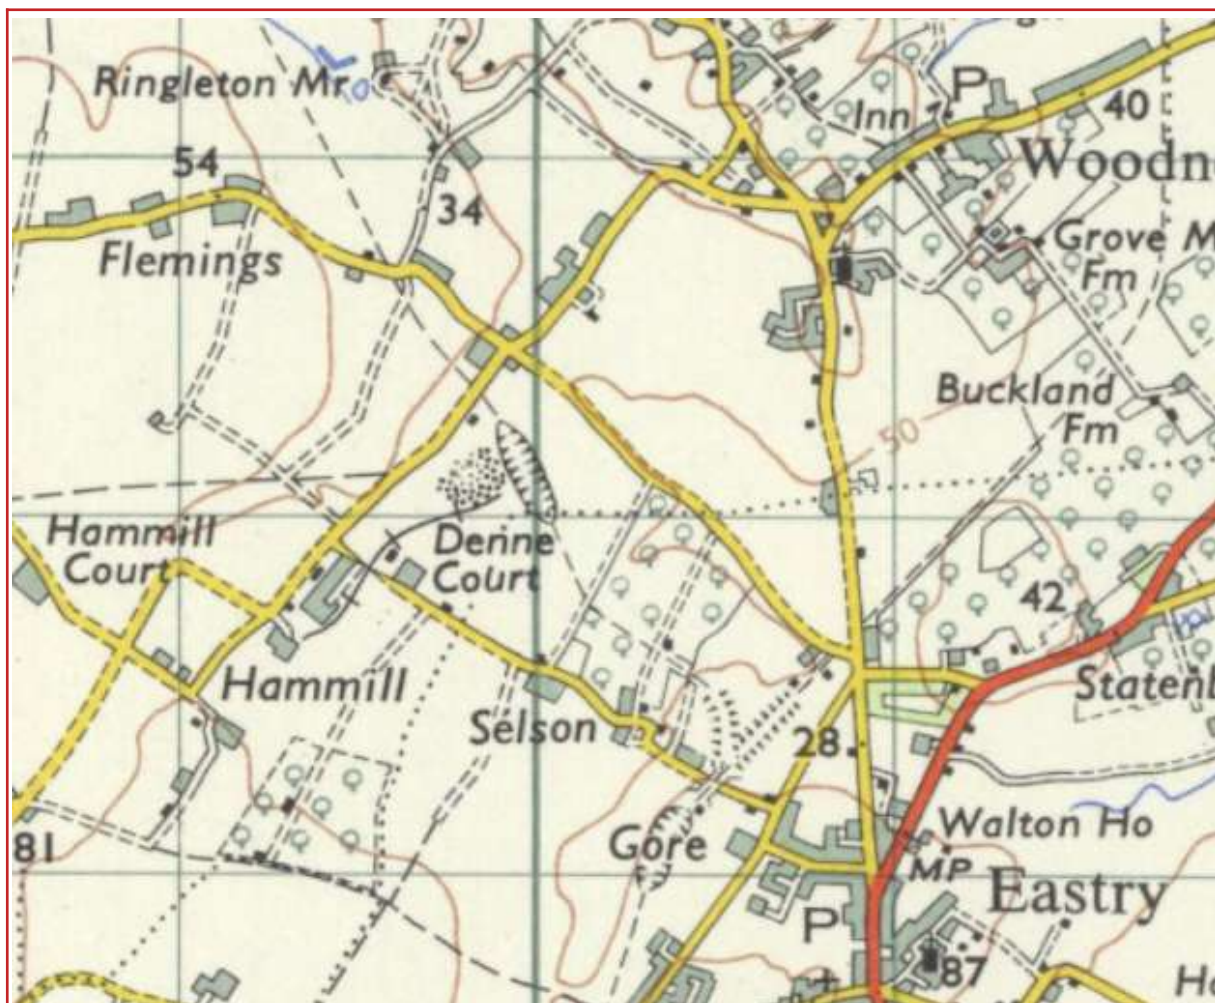 Ringleton Mr
Inn
P
40
54
Woodn
34
Grove M
Fm
Flemings
Buckland
Fm
50
Hammill
Court
Denne
Court
42
Hammill
Statenb
Selson
28
Gore
Walton Ho
81
MP
Eastry
P
87
Ho